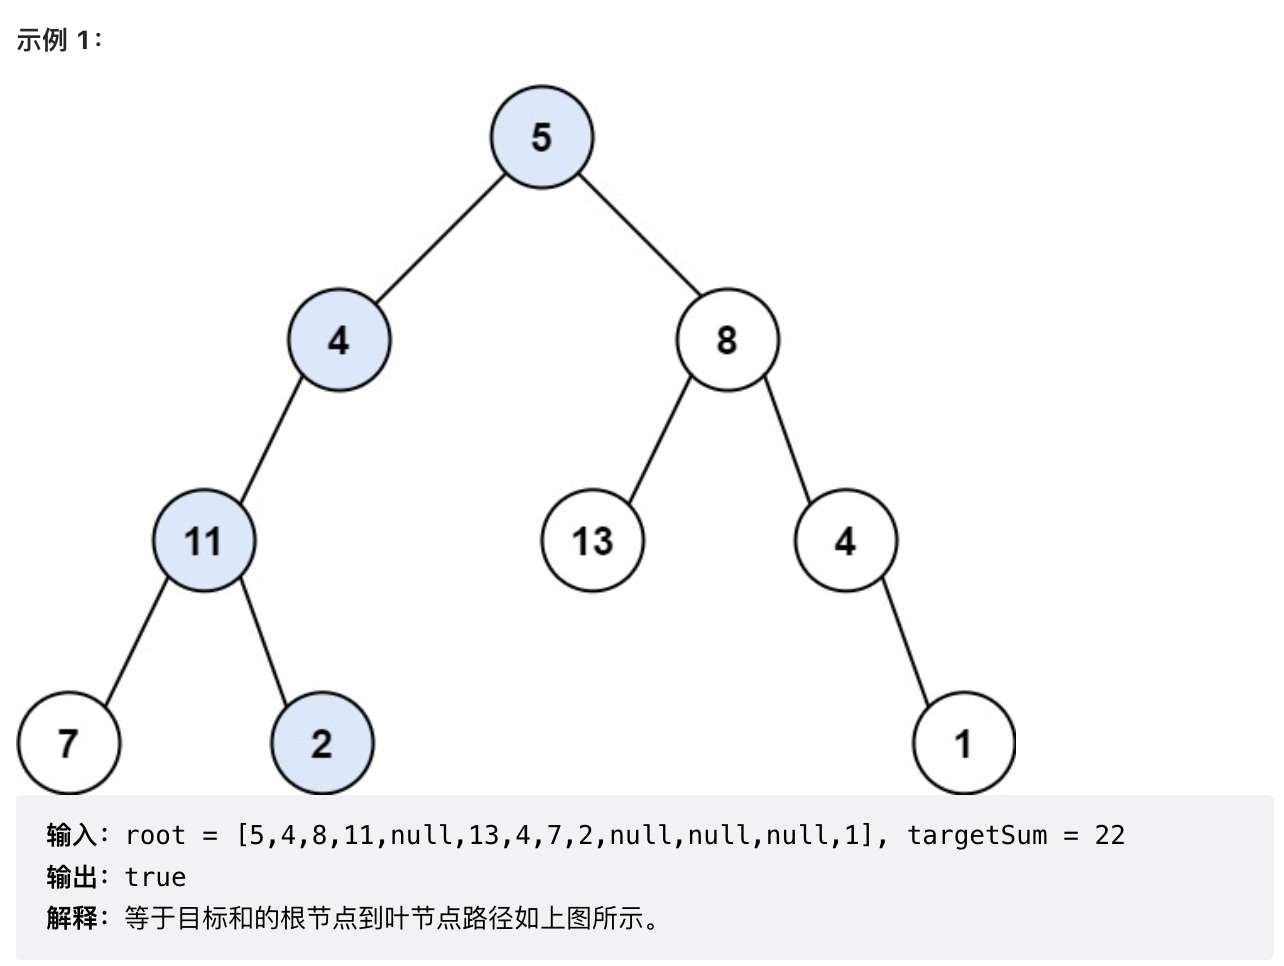 示例 1：
5
4
8
11
13
4
7
2
1
输入：root = [5,4,8,11,null,13,4,7,2,null,null,null,1], targetSum = 22
输出：true
解释：等于目标和的根节点到叶节点路径如上图所示。